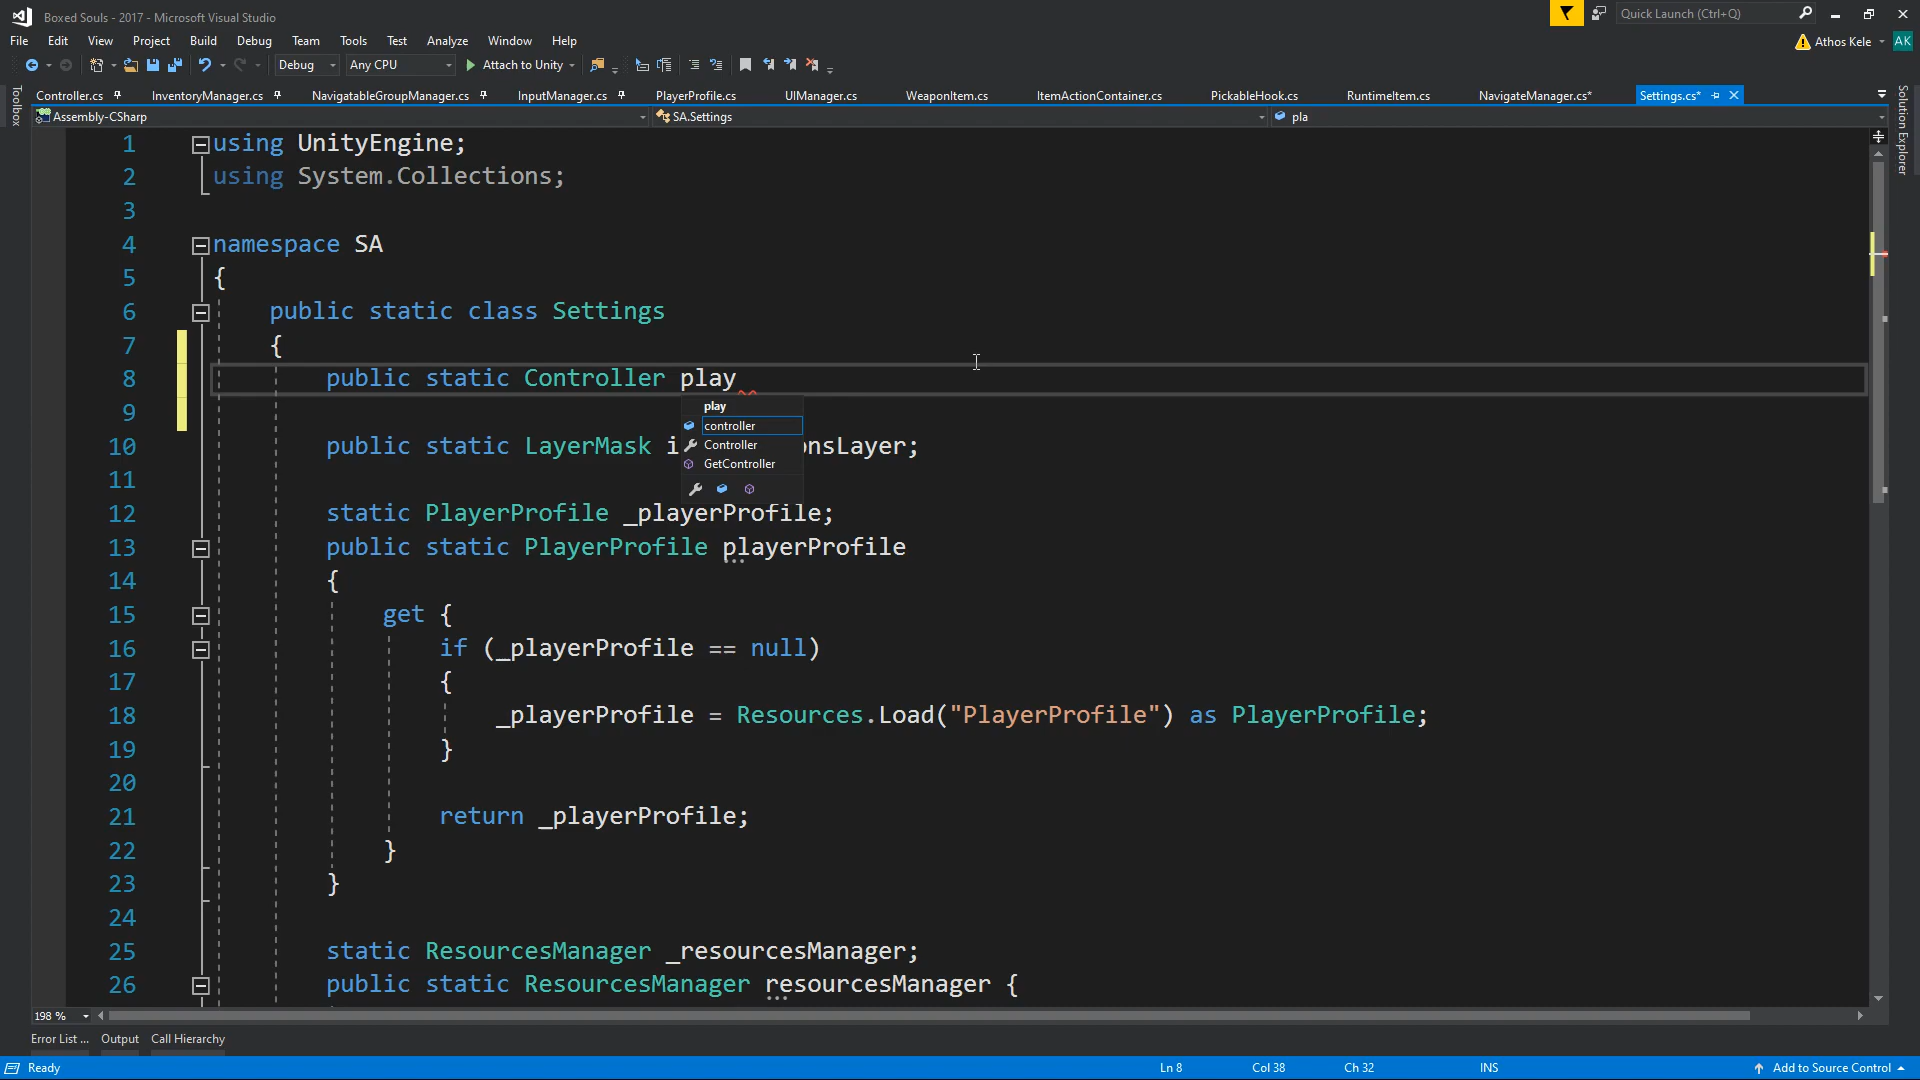 Boxed Souls - 2017 - Microsoft Visual Studio
Quick Launch (Ctrl+Q)
File Edit View Project Build Debug Team Tools Test Analyze Window Help
Athos Kele AK
Debug Any CPU Attach to Unity
Toolbox
Controller.cs InventoryManager.cs NavigatableGroupManager.cs InputManager.cs PlayerProfile.cs UIManager.cs WeaponItem.cs ItemActionContainer.cs PickableHook.cs RuntimeItem.cs NavigateManager.cs* Settings.cs*
Solution Explorer
Assembly-CSharp SA.Settings pla
1 using UnityEngine;
2 using System.Collections;
3
4 namespace SA
5 {
6 public static class Settings
7 {
8 public static Controller play
play
9
controller
10 public static LayerMask i onsLayer;
Controller
GetController
11
12 static PlayerProfile _playerProfile;
13 public static PlayerProfile playerProfile
14 {
15 get {
16 if (_playerProfile == null)
17 {
18 _playerProfile = Resources.Load("PlayerProfile") as PlayerProfile;
19 }
20
21 return _playerProfile;
22 }
23 }
24
25 static ResourcesManager _resourcesManager;
26 public static ResourcesManager resourcesManager {
198 %
Error List ... Output Call Hierarchy
Ready Ln 8 Col 38 Ch 32 INS Add to Source Control